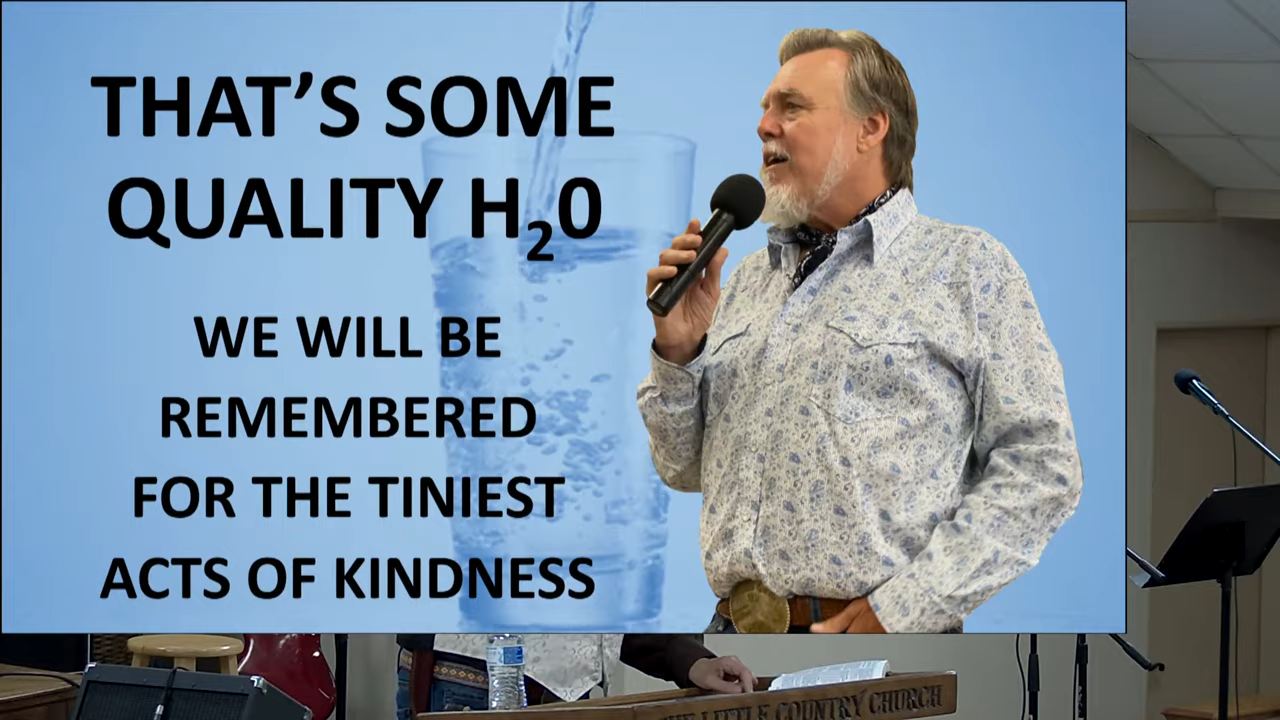 THAT’S SOME
QUALITY H₂0
WE WILL BE
REMEMBERED
FOR THE TINIEST
ACTS OF KINDNESS
THE LITTLE COUNTRY CHURCH